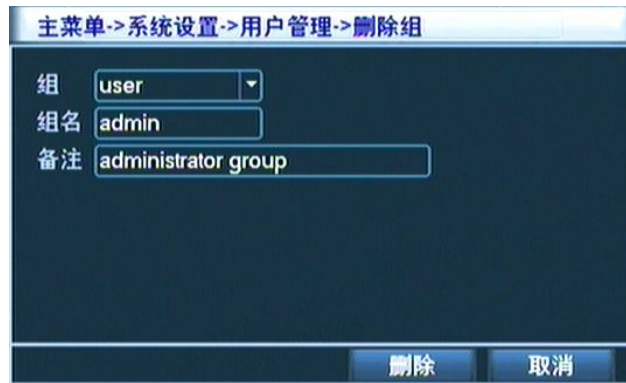 主菜单->系统设置->用户管理->删除组
组 user
组名 admin
备注 administrator group
删除 取消